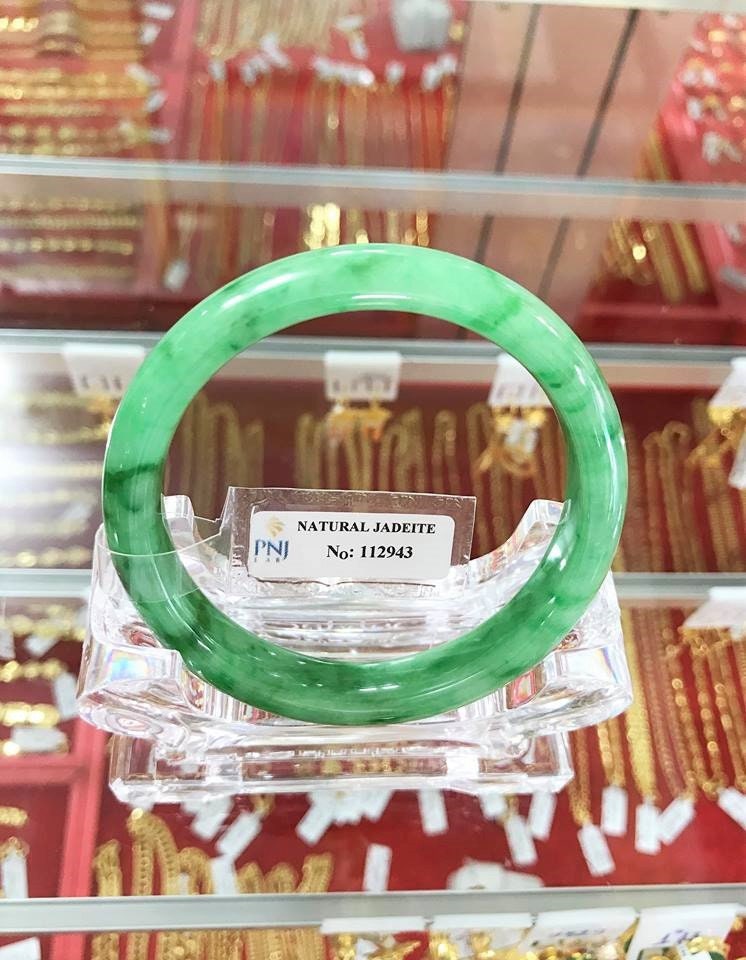 NATURAL JADEITE
PNJ
LAB
No: 112943